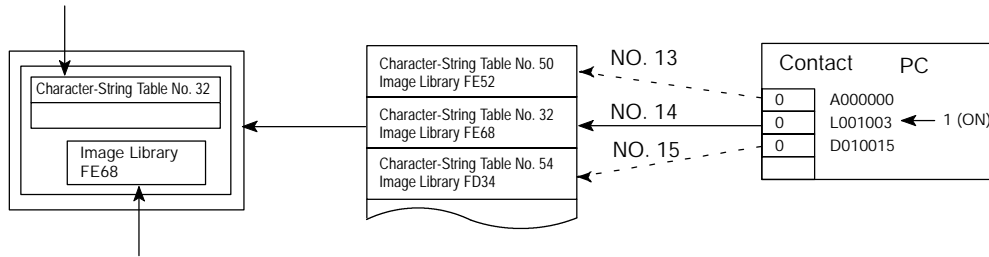 Character-String Table No. 32
Image Library
FE68
Character-String Table No. 50
Image Library FE52
Character-String Table No. 32
Image Library FE68
Character-String Table No. 54
Image Library FD34
NO. 13
NO. 14
NO. 15
Contact PC
0 A000000
0 L001003 1 (ON)
0 D010015